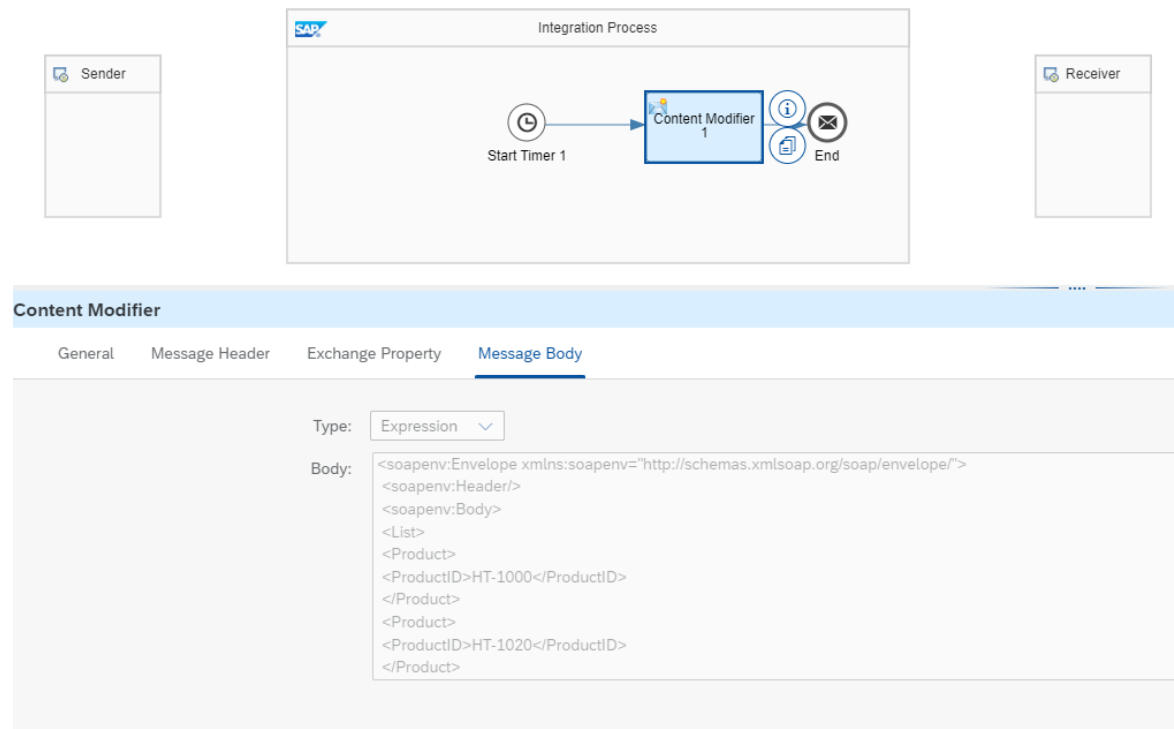 SAP
Integration Process
Sender
Receiver
Content Modifier
1
Start Timer 1
End
Content Modifier
General Message Header Exchange Property Message Body
Type: Expression
Body: <soapenv:Envelope xmlns:soapenv="http://schemas.xmlsoap.org/soap/envelope/">
<soapenv:Header/>
<soapenv:Body>
<List>
<Product>
<ProductID>HT-1000</ProductID>
</Product>
<Product>
<ProductID>HT-1020</ProductID>
</Product>